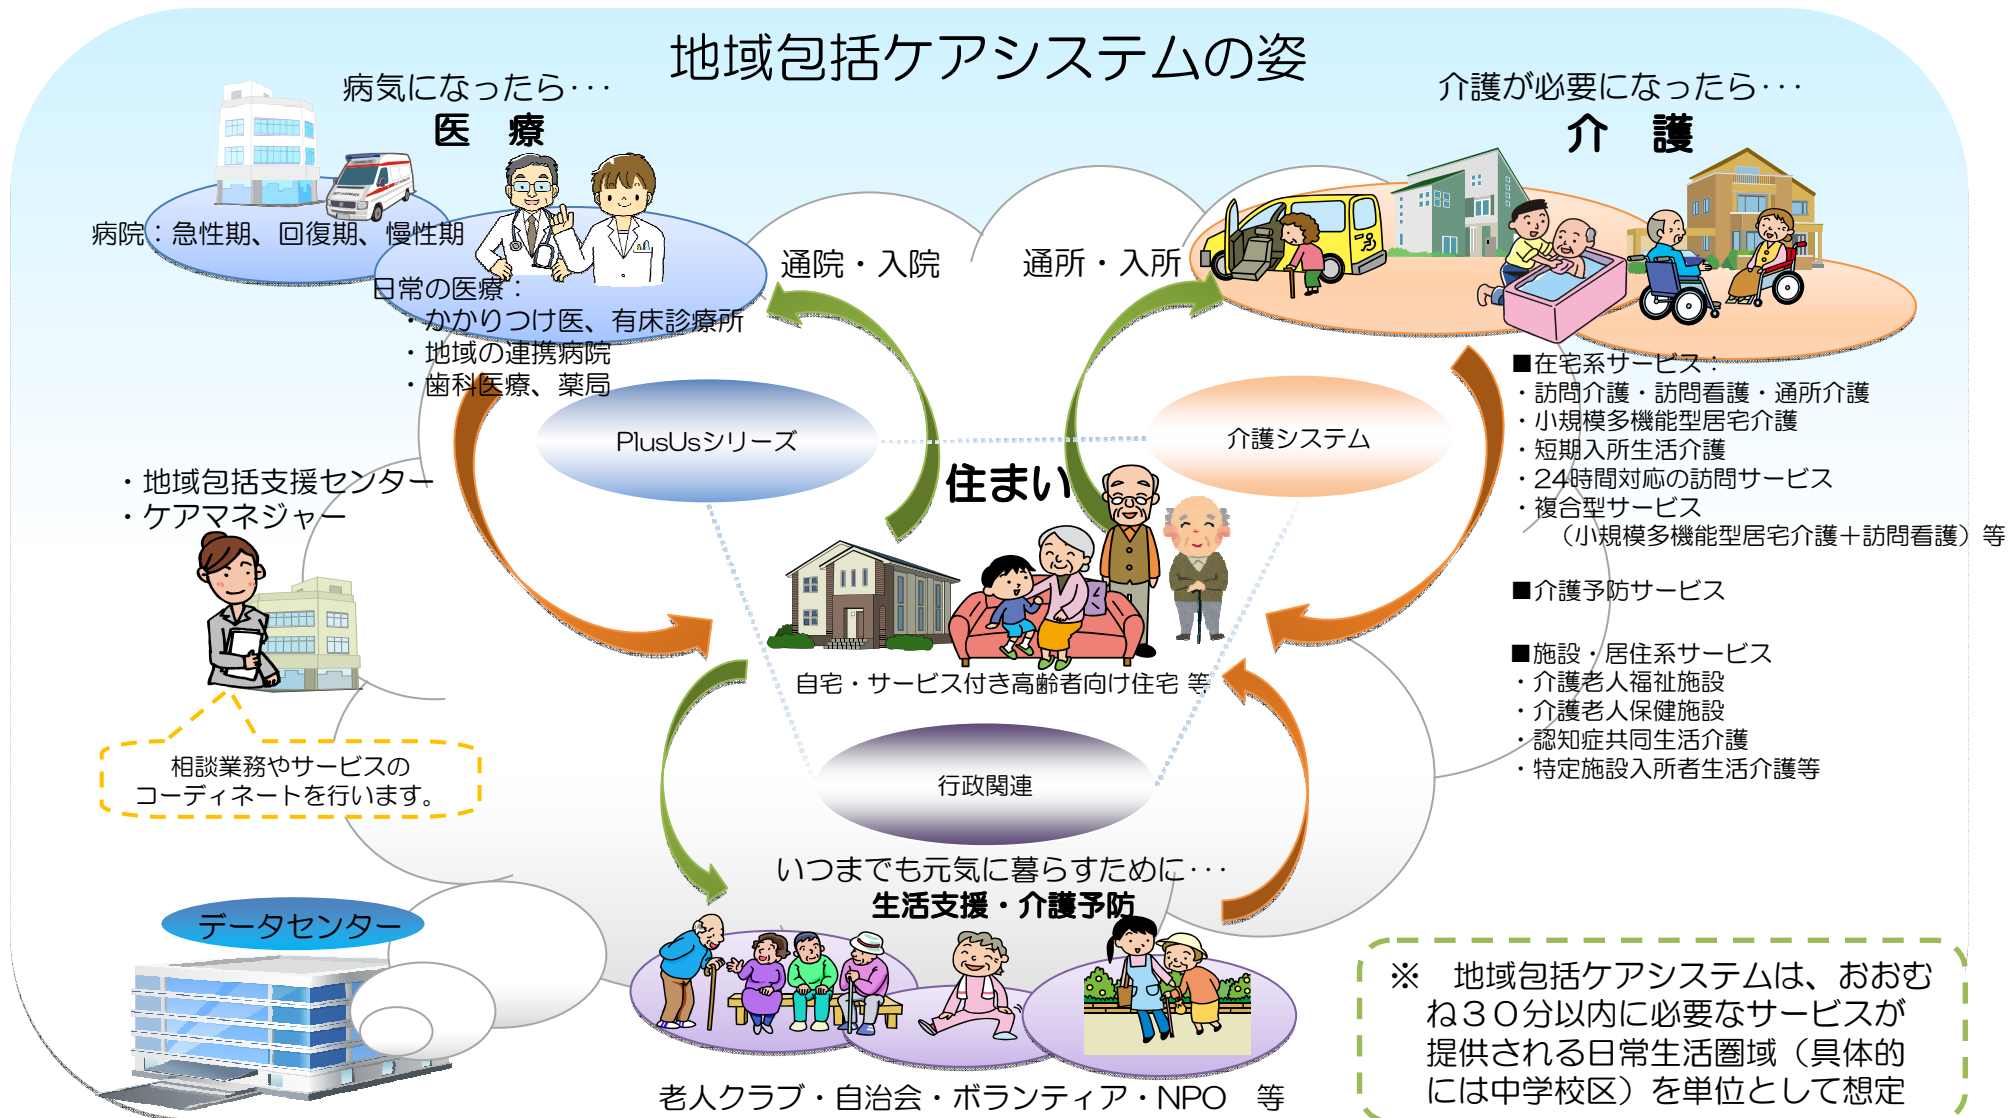 地域包括ケアシステムの姿
病気になったら･･･
医　療
病院：急性期、回復期、慢性期
日常の医療：
・かかりつけ医、有床診療所
・地域の連携病院
・歯科医療、薬局
通院・入院
通所・入所
介護が必要になったら･･･
介　護
■在宅系サービス：
・訪問介護・訪問看護・通所介護
・小規模多機能型居宅介護
・短期入所生活介護
・24時間対応の訪問サービス
・複合型サービス
（小規模多機能型居宅介護＋訪問看護）等
■介護予防サービス
■施設・居住系サービス
・介護老人福祉施設
・介護老人保健施設
・認知症共同生活介護
・特定施設入所者生活介護等
PlusUsシリーズ
介護システム
住まい
自宅・サービス付き高齢者向け住宅 等
・地域包括支援センター
・ケアマネジャー
相談業務やサービスの
コーディネートを行います。
行政関連
いつまでも元気に暮らすために･･･
生活支援・介護予防
老人クラブ・自治会・ボランティア・NPO　等
データセンター
※　地域包括ケアシステムは、おおむ
ね３０分以内に必要なサービスが
提供される日常生活圏域（具体的
には中学校区）を単位として想定